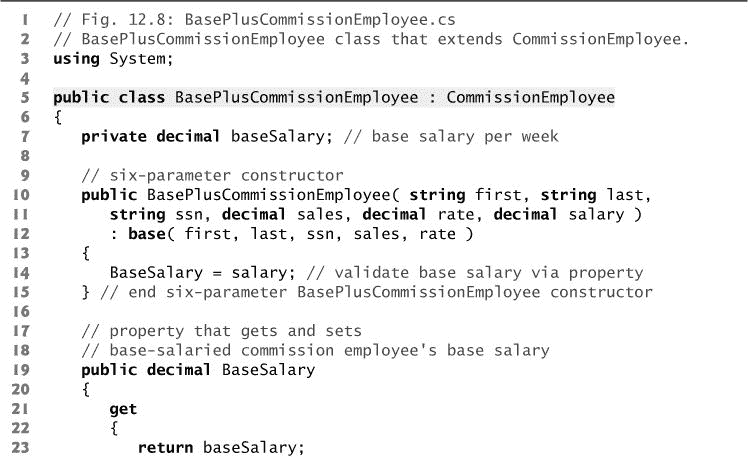 1 // Fig. 12.8: BasePlusCommissionEmployee.cs
2 // BasePlusCommissionEmployee class that extends CommissionEmployee.
3 using System;
4
5 public class BasePlusCommissionEmployee : CommissionEmployee
6 {
7    private decimal baseSalary; // base salary per week
8
9    // six-parameter constructor
10    public BasePlusCommissionEmployee( string first, string last,
11       string ssn, decimal sales, decimal rate, decimal salary )
12       : base( first, last, ssn, sales, rate )
13    {
14       BaseSalary = salary; // validate base salary via property
15    } // end six-parameter BasePlusCommissionEmployee constructor
16
17    // property that gets and sets
18    // base-salaried commission employee's base salary
19    public decimal BaseSalary
20    {
21       get
22       {
23          return baseSalary;